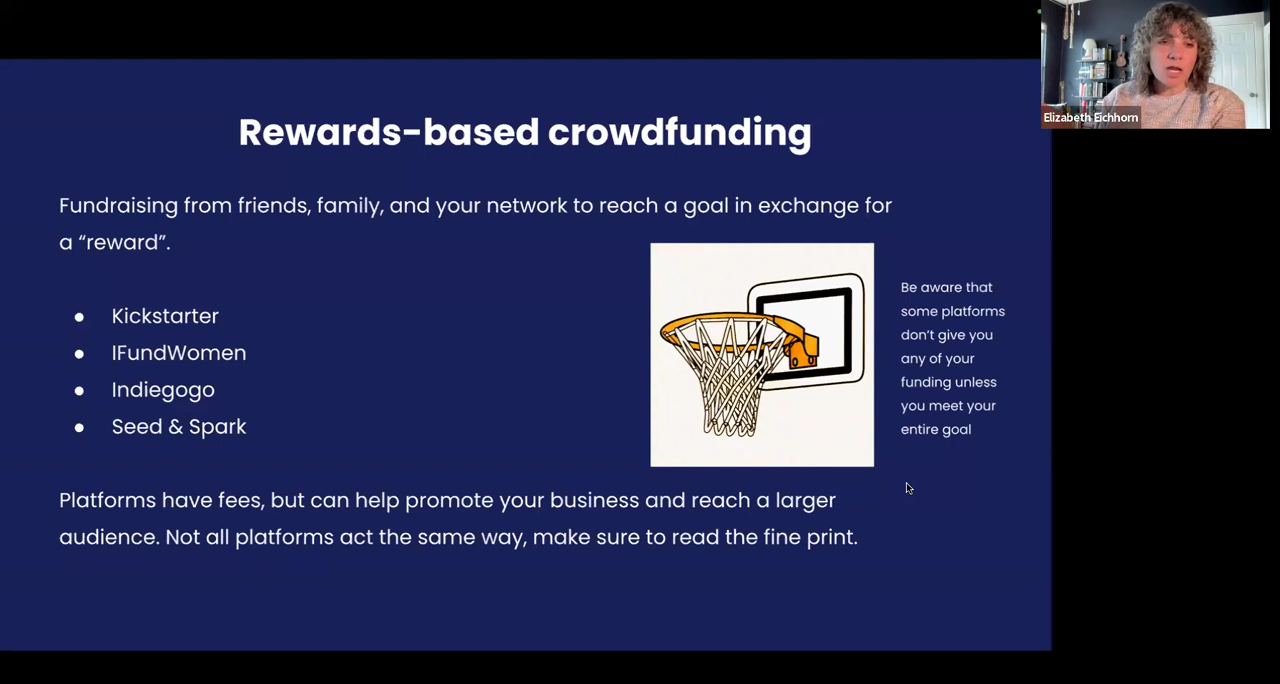 Rewards-based crowdfunding
Fundraising from friends, family, and your network to reach a goal in exchange for
a “reward”.
● Kickstarter
● IFundWomen
● Indiegogo
● Seed & Spark
Be aware that
some platforms
don’t give you
any of your
funding unless
you meet your
entire goal
Platforms have fees, but can help promote your business and reach a larger
audience. Not all platforms act the same way, make sure to read the fine print.
Elizabeth Eichhorn